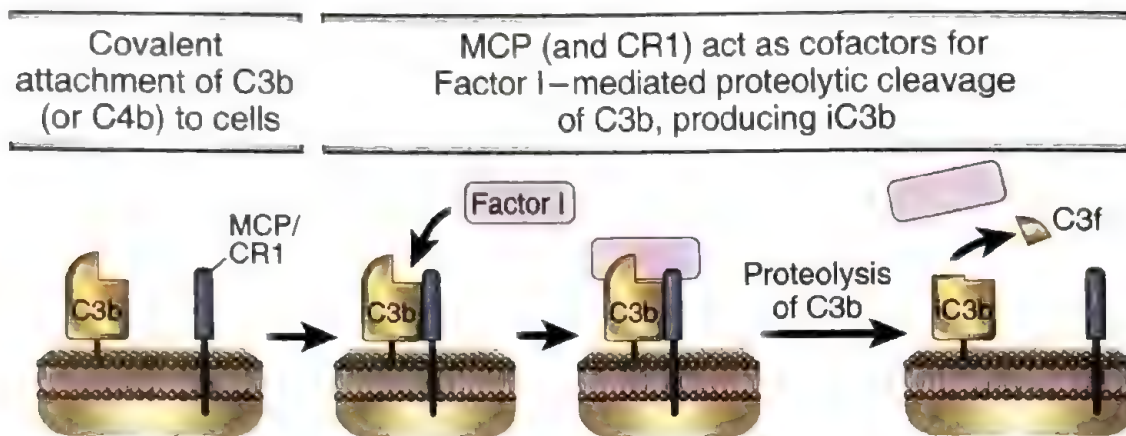 Covalent
attachment of C3b
(or C4b) to cells
MCP (and CR1) act as cofactors for
Factor I–mediated proteolytic cleavage
of C3b, producing iC3b
MCP/
CR1
C3b
Factor I
C3b
C3b
Proteolysis
of C3b
C3f
iC3b